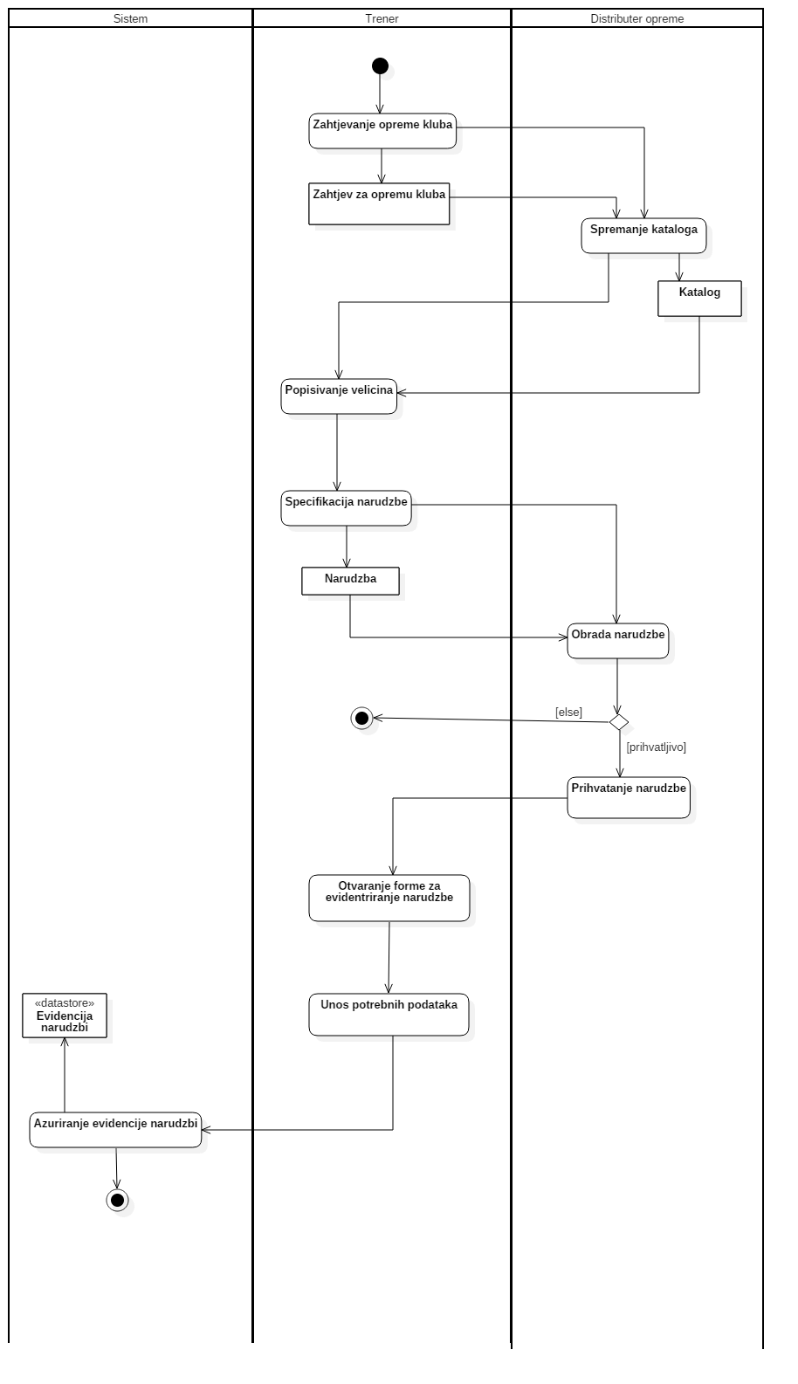 Sistem
Trener
Distributer opreme
Zahtjevanje opreme kluba
Zahtjev za opremu kluba
Spremanje kataloga
Katalog
Popisivanje velicina
Specifikacija narudzbe
Narudzba
Obrada narudzbe
[else]
[prihvatljivo]
Prihvatanje narudzbe
Otvaranje forme za
evidentriranje narudzbe
«datastore»
Evidencija
narudzbi
Unos potrebnih podataka
Azuriranje evidencije narudzbi